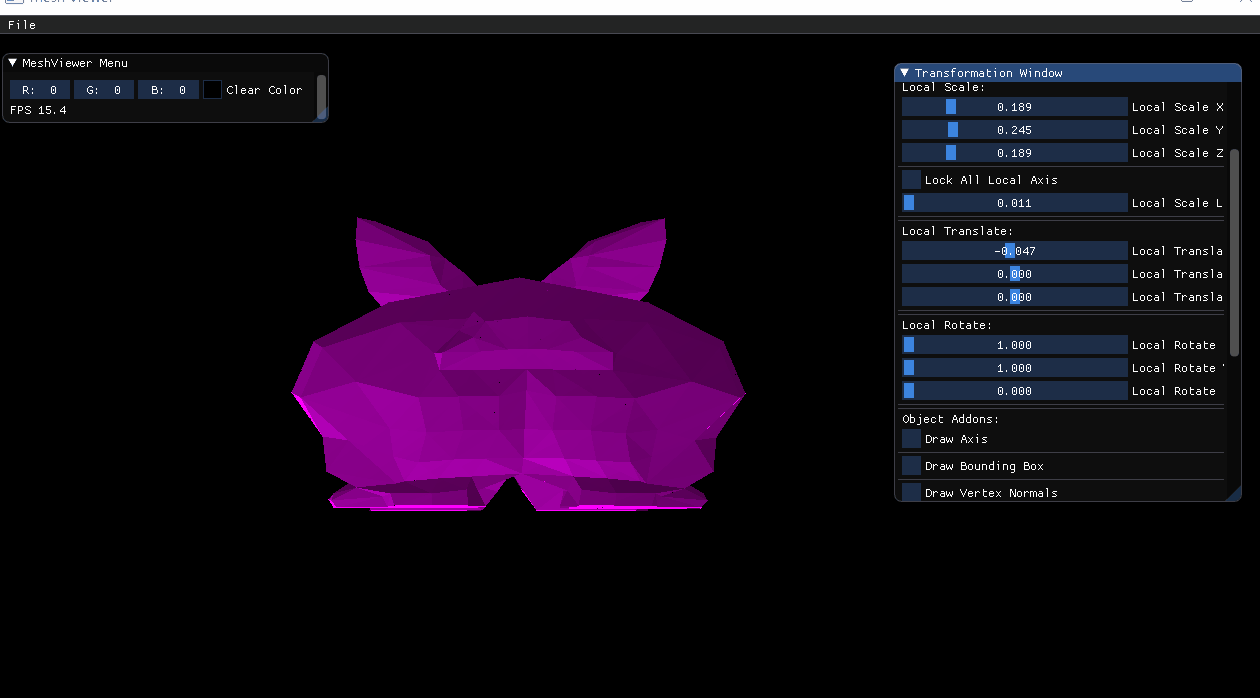 Mesh Viewer
File
▼ MeshViewer Menu
R: 0 G: 0 B: 0 Clear Color
FPS 15.4
▼ Transformation Window
Local Scale:
0.189 Local Scale X
0.245 Local Scale Y
0.189 Local Scale Z
Lock All Local Axis
0.011 Local Scale L
Local Translate:
-0.047 Local Transla
0.000 Local Transla
0.000 Local Transla
Local Rotate:
1.000 Local Rotate
1.000 Local Rotate
0.000 Local Rotate
Object Addons:
Draw Axis
Draw Bounding Box
Draw Vertex Normals